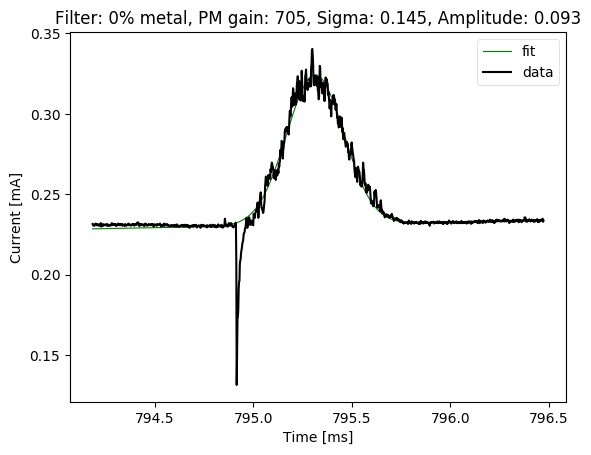 Filter: 0% metal, PM gain: 705, Sigma: 0.145, Amplitude: 0.093
0.35
fit
data
0.30
0.25
0.20
0.15
Current [mA]
794.5 795.0 795.5 796.0 796.5
Time [ms]